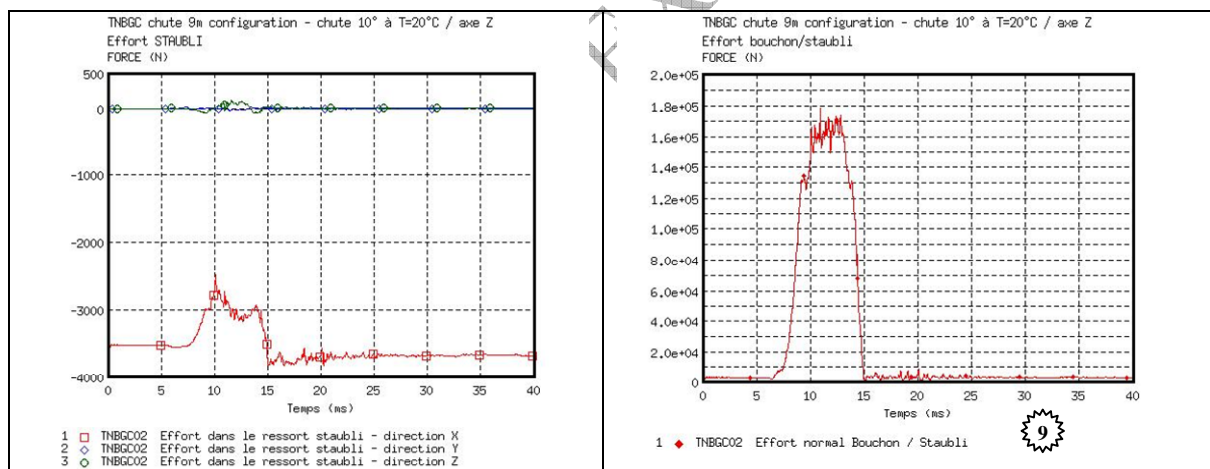 TNBGC chute 9m configuration - chute 10° à T=20°C / axe Z
Effort STAUBLI
FORCE (N)
500
0
-1000
-2000
-3000
-4000
0 5 10 15 20 25 30 35 40
Temps (ms)
1 TNBGC02 Effort dans le ressort staubli - direction X
2 TNBGC02 Effort dans le ressort staubli - direction Y
3 TNBGC02 Effort dans le ressort staubli - direction Z
TNBGC chute 9m configuration - chute 10° à T=20°C / axe Z
Effort bouchon/staubli
FORCE (N)
2.0e+05
1.8e+05
1.6e+05
1.4e+05
1.2e+05
1.0e+05
8.0e+04
6.0e+04
4.0e+04
2.0e+04
0
0 5 10 15 20 25 30 35 40
Temps (ms)
1 TNBGC02 Effort normal Bouchon / Staubli
9